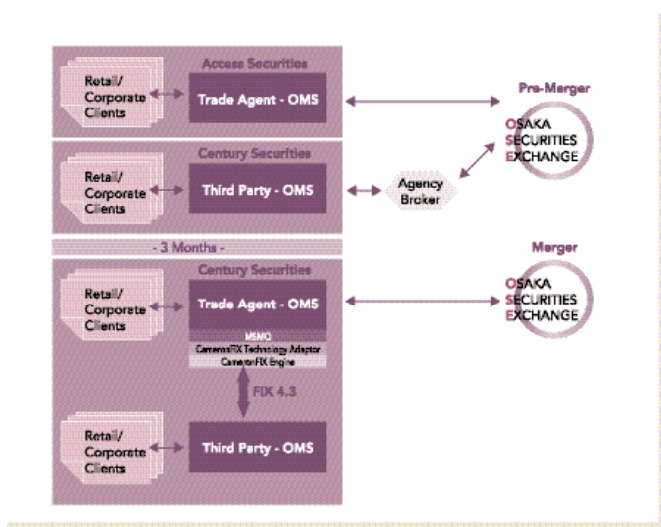 Access Securities
Retail/
Corporate
Clients
Trade Agent - OMS
Pre-Merger
OSAKA
SECURITIES
EXCHANGE
Century Securities
Retail/
Corporate
Clients
Third Party - OMS
Agency
Broker
- 3 Months -
Merger
Century Securities
Retail/
Corporate
Clients
Trade Agent - OMS
OSAKA
SECURITIES
EXCHANGE
MSMQ
CameronFIX Technology Adaptor
CameronFIX Engine
FIX 4.3
Retail/
Corporate
Clients
Third Party - OMS